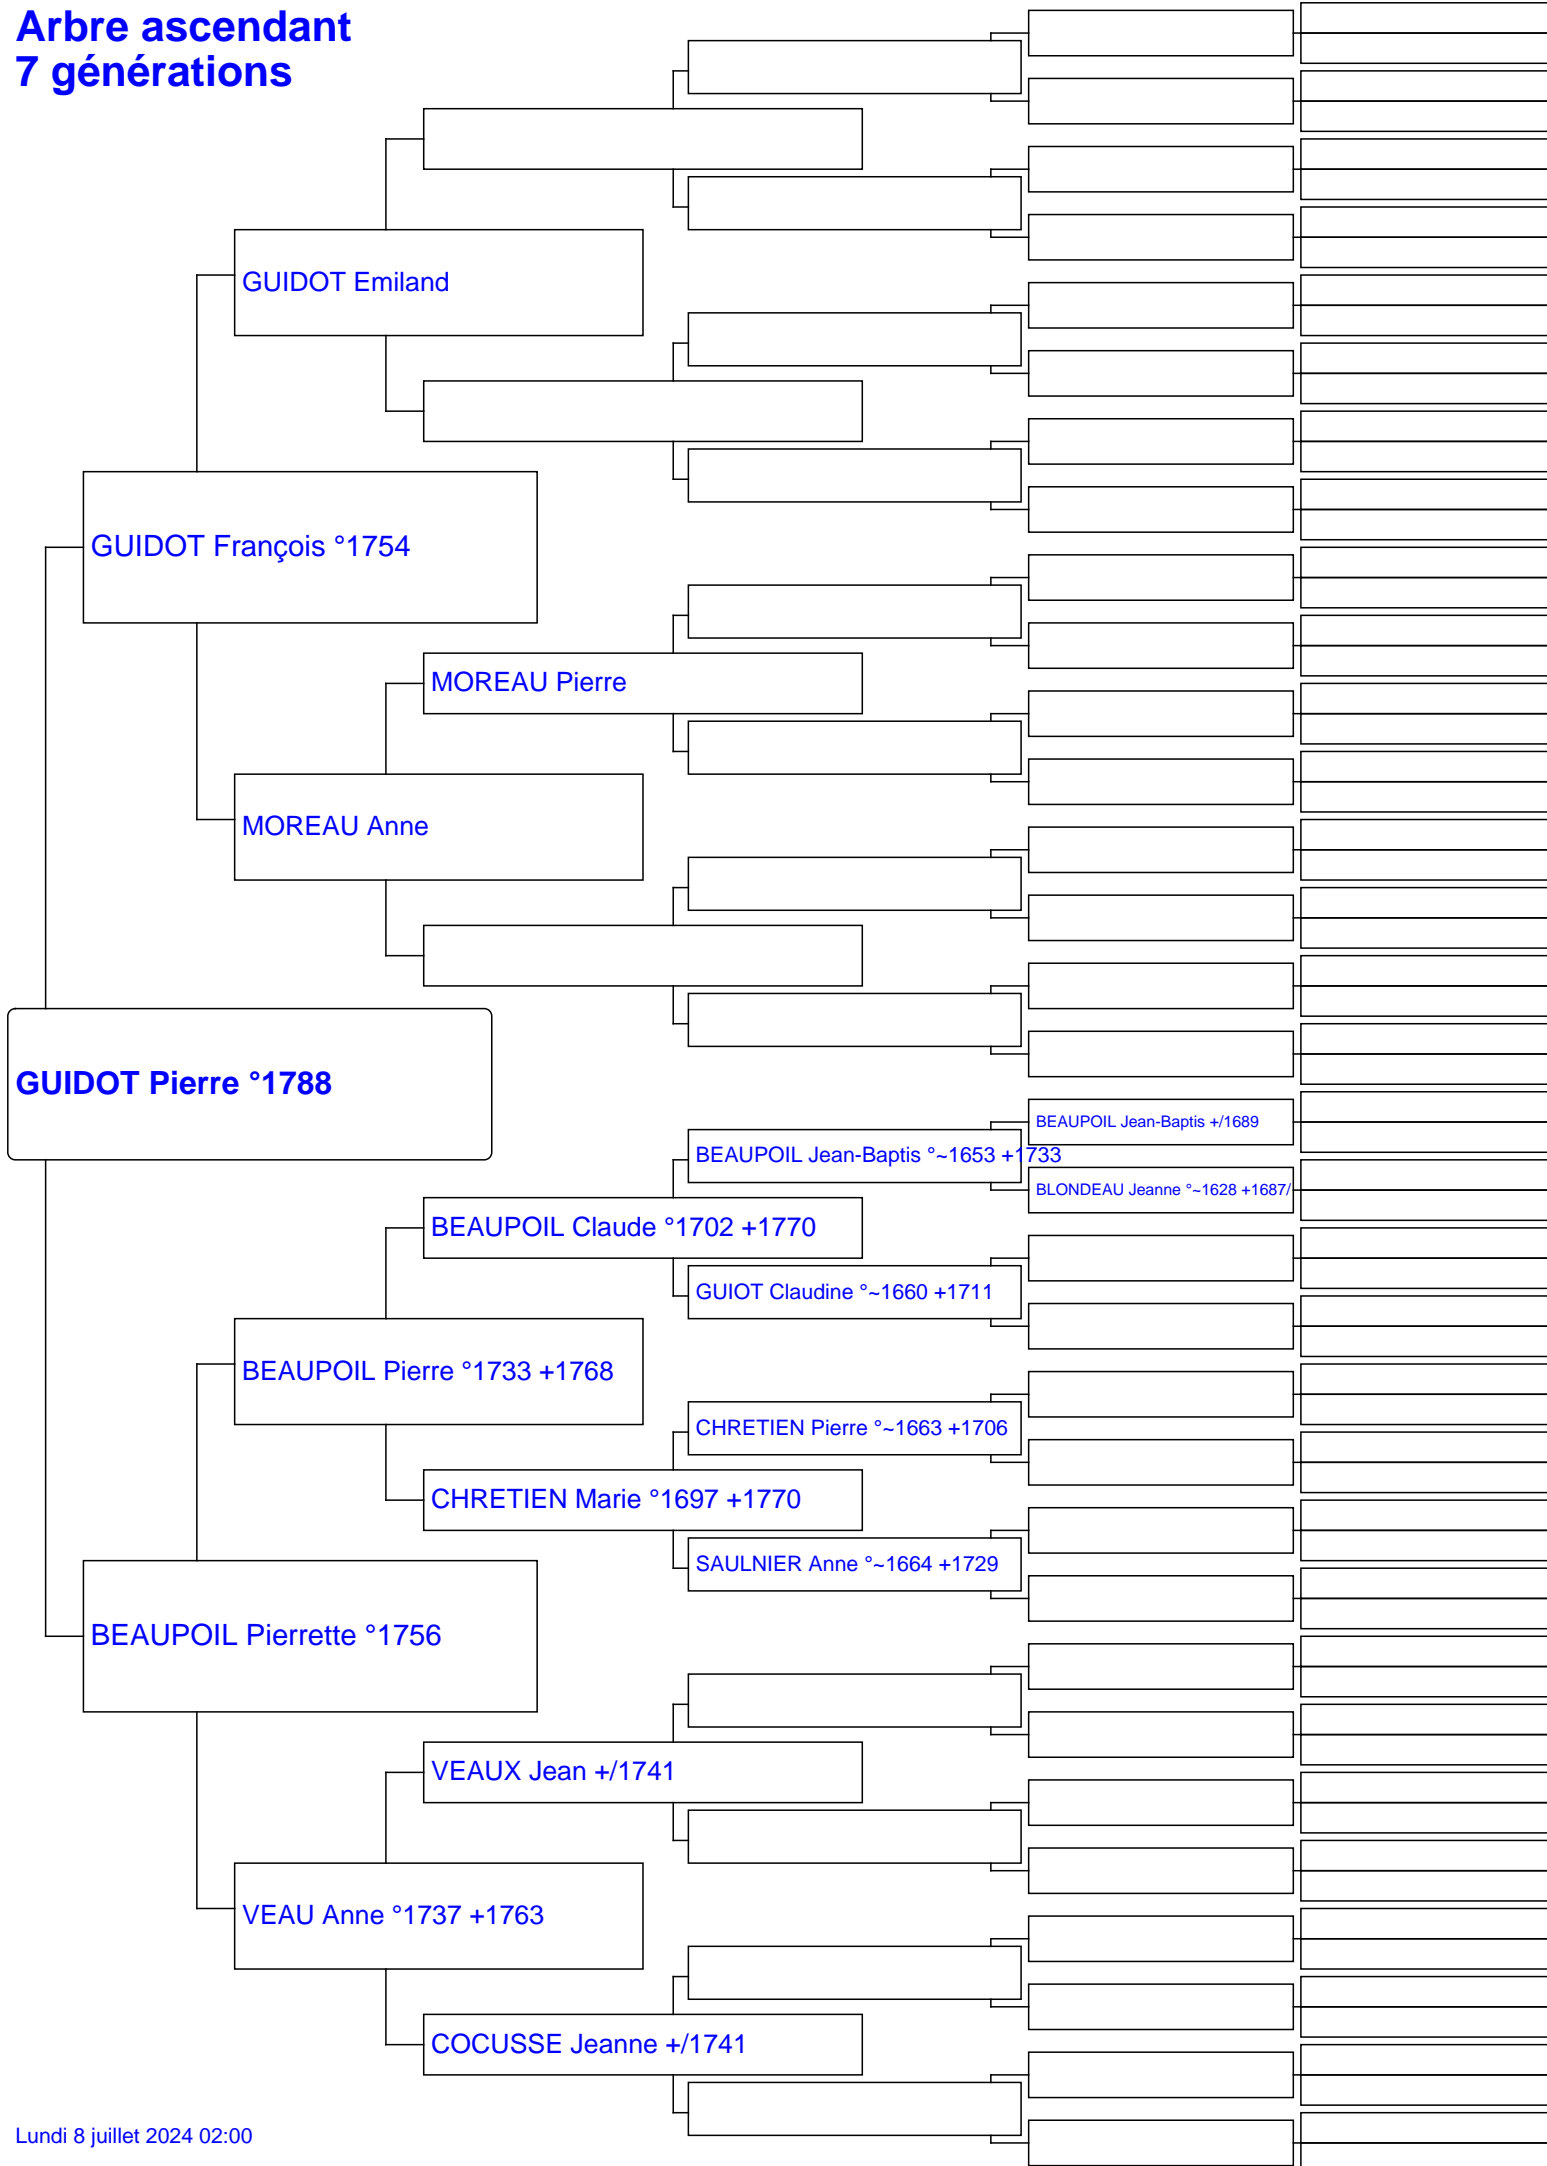 Arbre ascendant
7 générations
GUIDOT Emiland
GUIDOT François °1754
MOREAU Pierre
MOREAU Anne
GUIDOT Pierre °1788
BEAUPOIL Jean-Baptis +/1689
BEAUPOIL Jean-Baptis °~1653 +1733
BLONDEAU Jeanne °~1628 +1687/
BEAUPOIL Claude °1702 +1770
GUIOT Claudine °~1660 +1711
BEAUPOIL Pierre °1733 +1768
CHRETIEN Pierre °~1663 +1706
CHRETIEN Marie °1697 +1770
SAULNIER Anne °~1664 +1729
BEAUPOIL Pierrette °1756
VEAUX Jean +/1741
VEAU Anne °1737 +1763
COCUSSE Jeanne +/1741
Lundi 8 juillet 2024 02:00